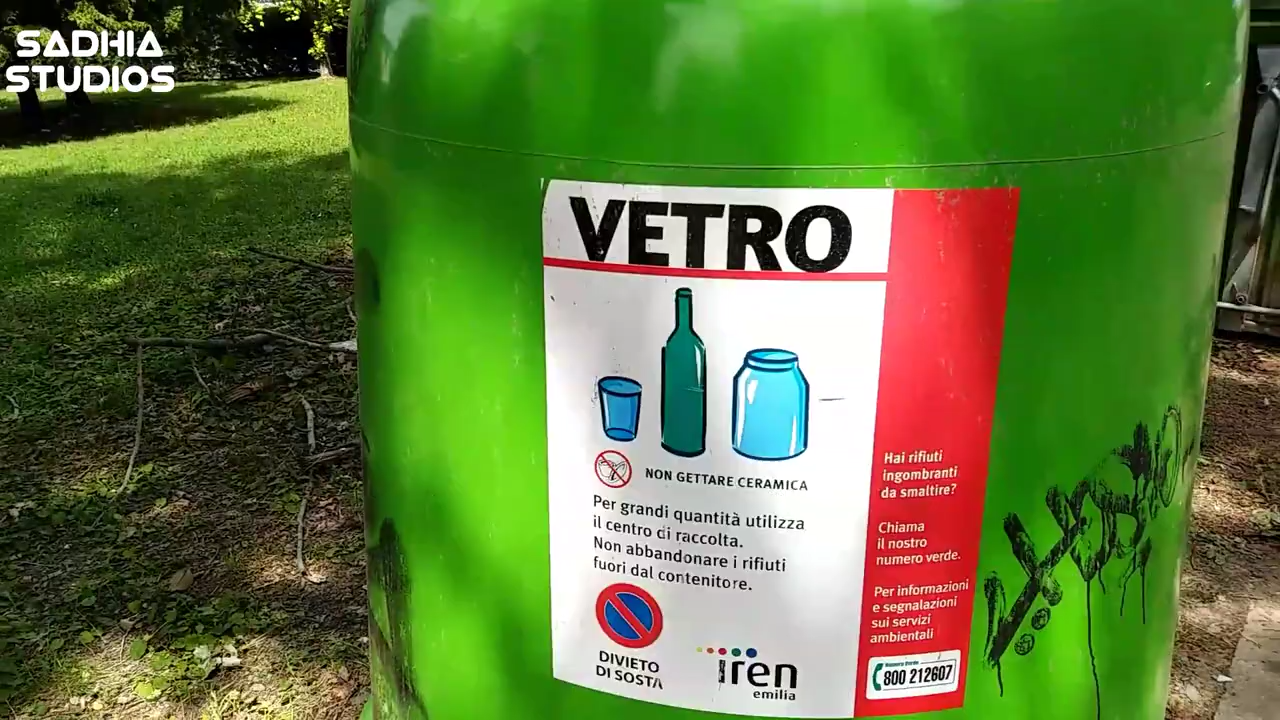 SADHIA
STUDIOS
VETRO
NON GETTARE CERAMICA
Per grandi quantità utilizza
il centro di raccolta.
Non abbandonare i rifiuti
fuori dal contenitore.
DIVIETO
DI SOSTA
iren
emilia
Hai rifiuti
ingombranti
da smaltire?
Chiama
il nostro
numero verde.
Per informazioni
e segnalazioni
sui servizi
ambientali
Numero Verde
800 212607